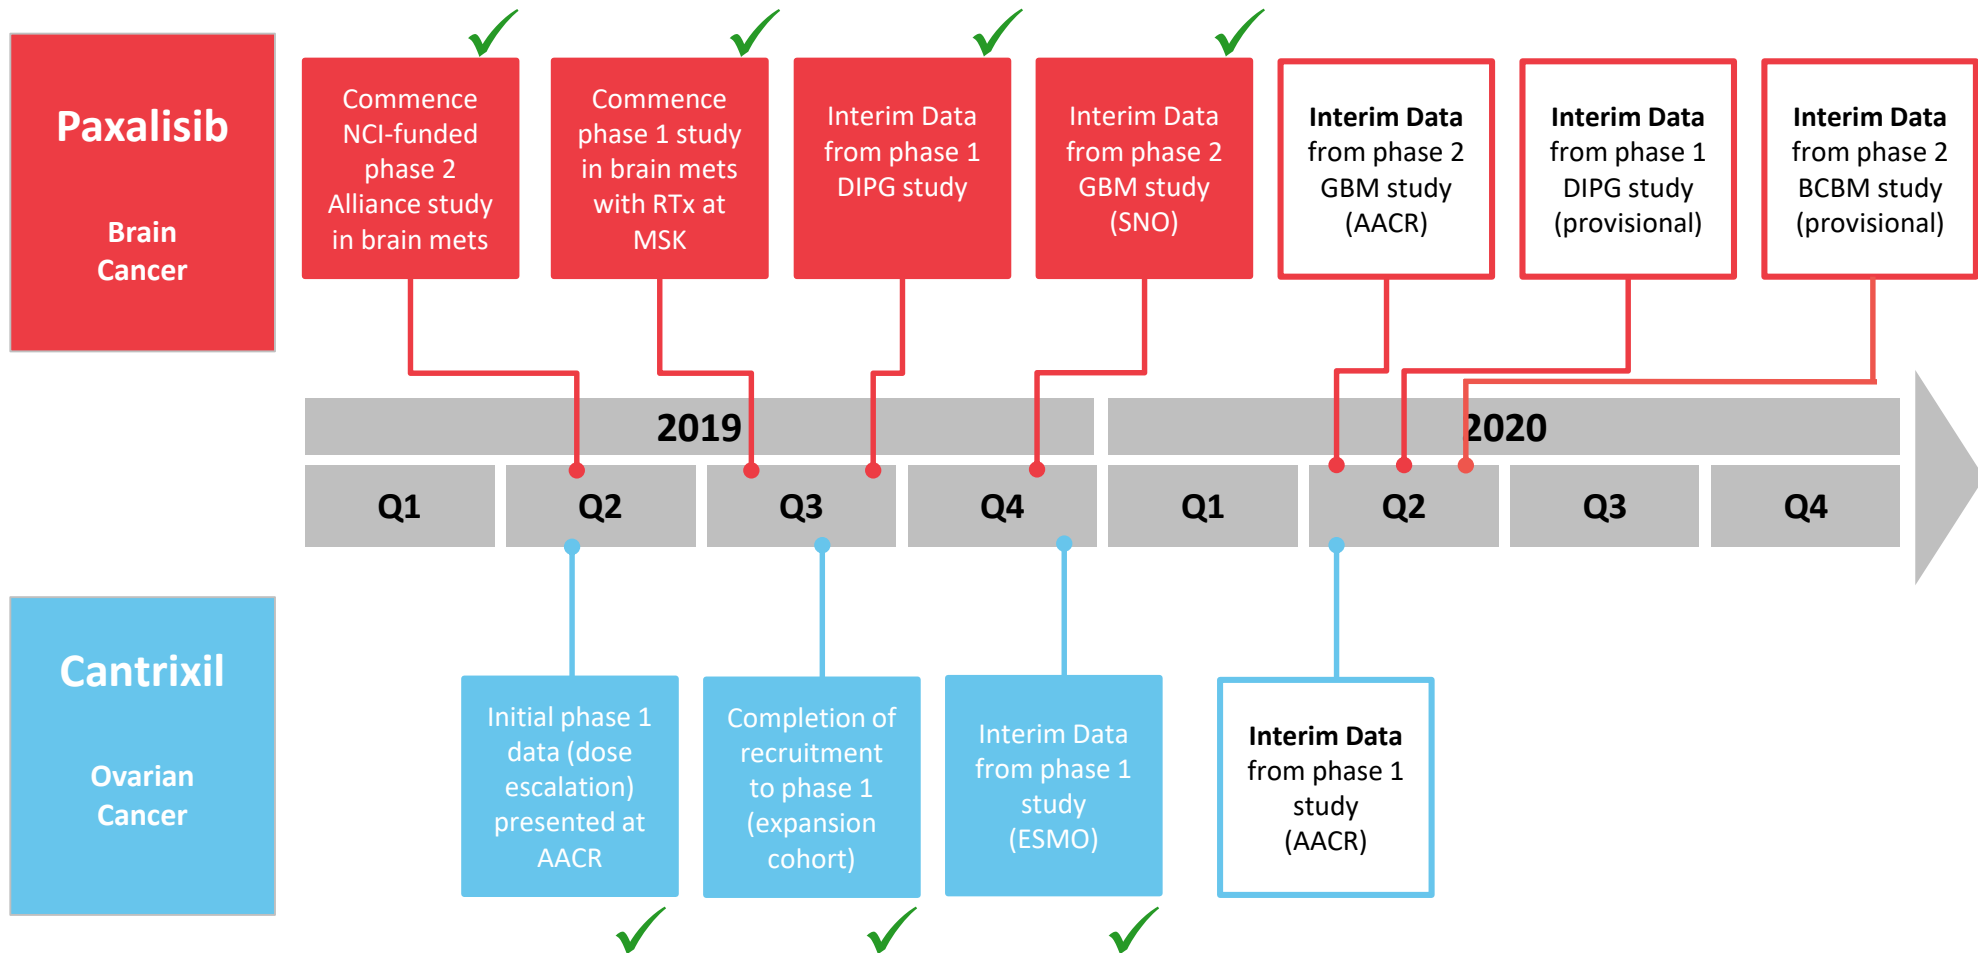 Paxalisib
Brain
Cancer
Commence
NCI-funded
phase 2
Alliance study
in brain mets
Commence
phase 1 study
in brain mets
with RTx at
MSK
Interim Data
from phase 1
DIPG study
Interim Data
from phase 2
GBM study
(SNO)
Interim Data
from phase 2
GBM study
(AACR)
Interim Data
from phase 1
DIPG study
(provisional)
Interim Data
from phase 2
BCBM study
(provisional)
2019
2020
Q1
Q2
Q3
Q4
Q1
Q2
Q3
Q4
Cantrixil
Ovarian
Cancer
Initial phase 1
data (dose
escalation)
presented at
AACR
Completion of
recruitment
to phase 1
(expansion
cohort)
Interim Data
from phase 1
study
(ESMO)
Interim Data
from phase 1
study
(AACR)